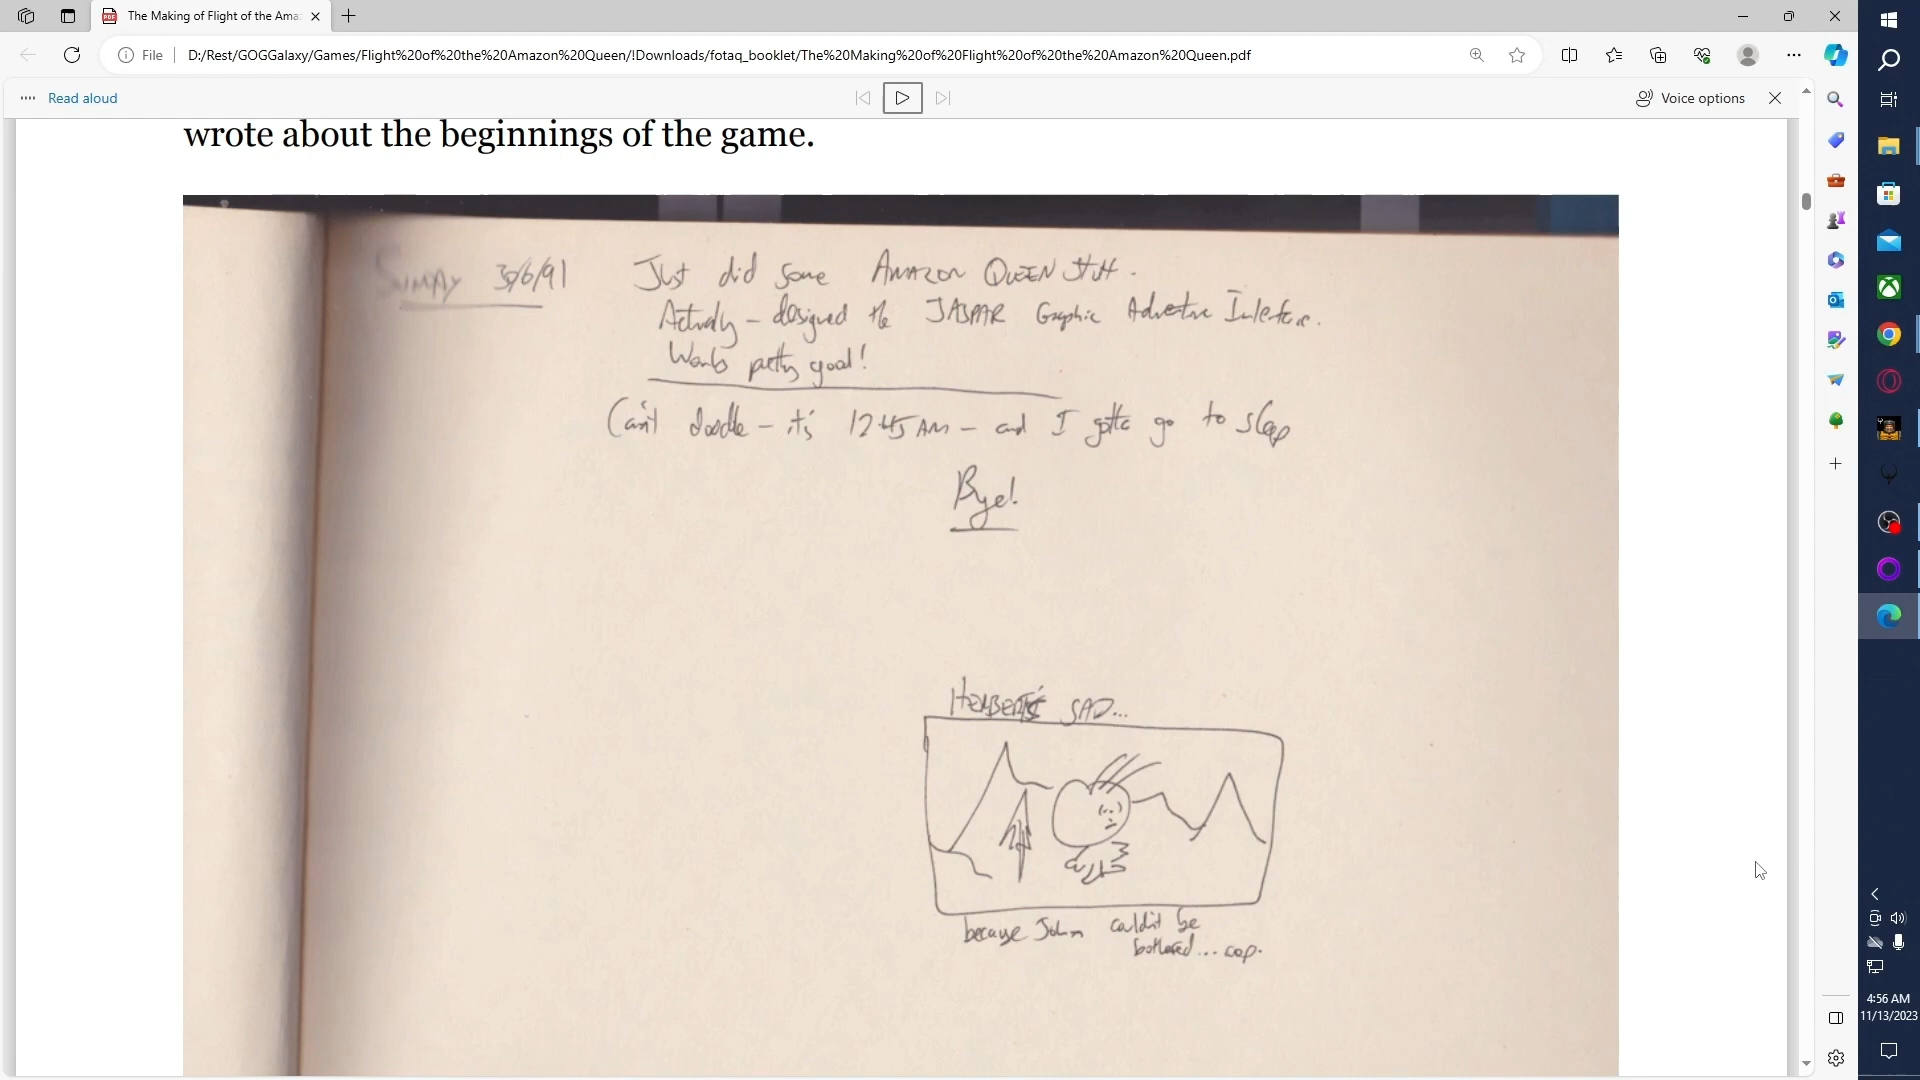 The Making of Flight of the Ama
File
D:/Rest/GOGGalaxy/Games/Flight%20of%20the%20Amazon%20Queen/!Downloads/fotaq_booklet/The%20Making%20of%20Flight%20of%20the%20Amazon%20Queen.pdf
Read aloud
Voice options
wrote about the beginnings of the game.
SUNDAY 30/6/91 Just did some AMAZON QUEEN stuff.
Actually - designed the JASPAR Graphic Adventure Interface.
Works pretty good!
Can't doodle - it's 12.45 AM - and I gotta go to sleep
Bye!
HERBERT'S SAD...
because John couldn't be
bothered...
4:56 AM
11/13/2023